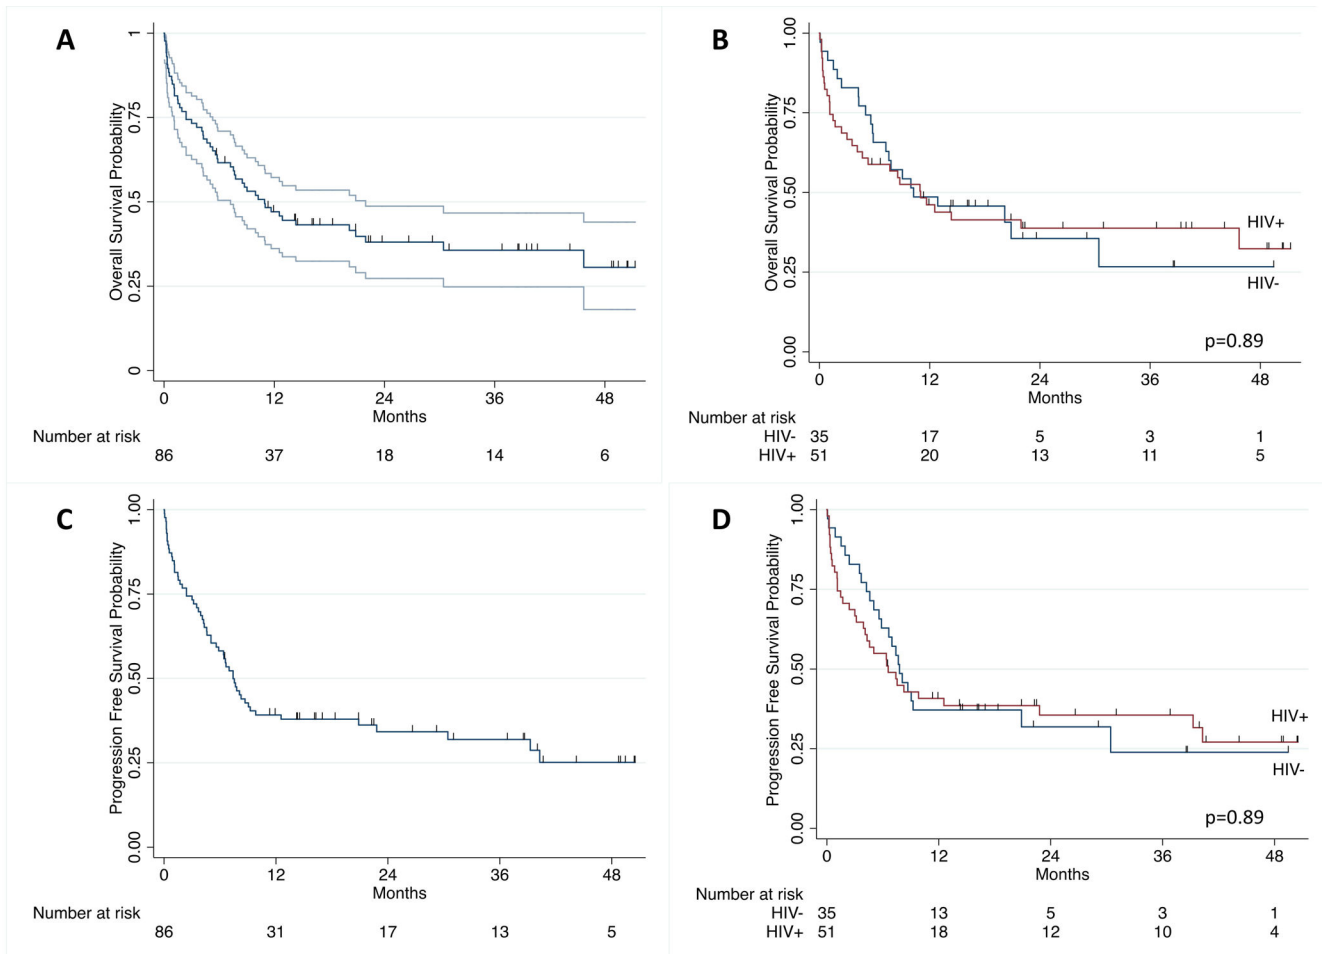 A
Overall Survival Probability
1
0.75
0.5
0.25
0
0 12 24 36 48
Months
Number at risk
86 37 18 14 6
B
Overall Survival Probability
1.00
0.75
0.50
0.25
0.00
HIV+
HIV-
p=0.89
0 12 24 36 48
Months
Number at risk
HIV- 35 17 5 3 1
HIV+ 51 20 13 11 5
C
Progression Free Survival Probability
1.00
0.75
0.50
0.25
0.00
0 12 24 36 48
Months
Number at risk
86 31 17 13 5
D
Progression Free Survival Probability
1.00
0.75
0.50
0.25
0.00
HIV+
HIV-
p=0.89
0 12 24 36 48
Months
Number at risk
HIV- 35 13 5 3 1
HIV+ 51 18 12 10 4